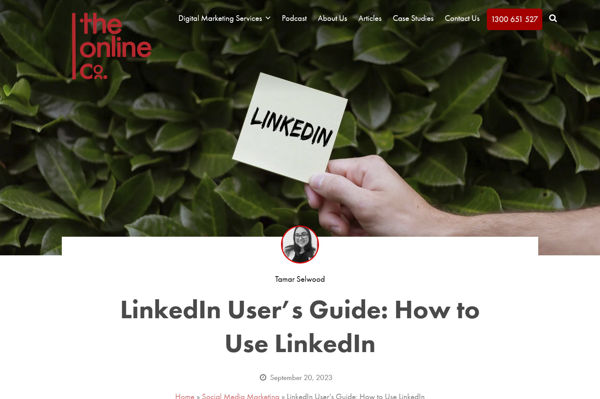 the
online
co.
Digital Marketing Services Podcast About Us Articles Case Studies Contact Us 1300 651 527
LINKEDIN
Tamar Selwood
LinkedIn User's Guide: How to
Use LinkedIn
September 20, 2023
Home » Social Media Marketing » LinkedIn User's Guide: How to Use LinkedIn